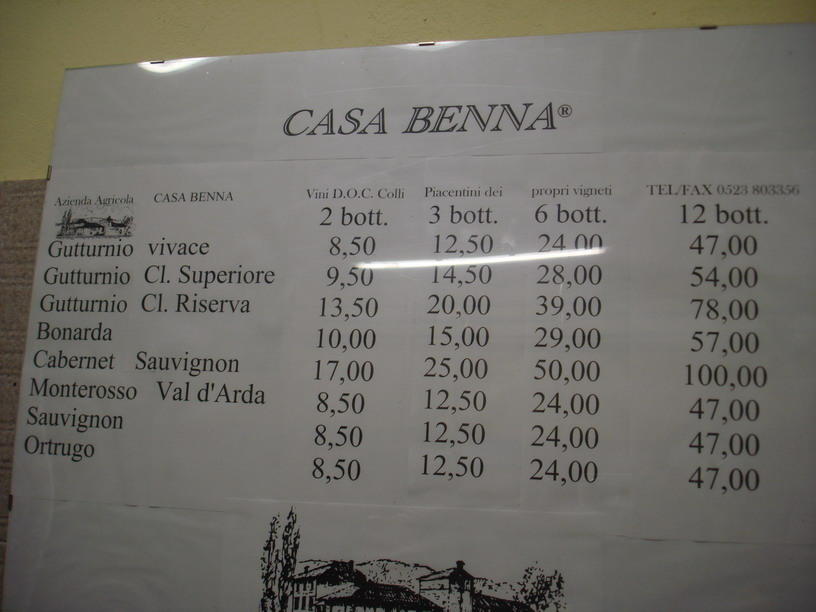 CASA BENNA®
Azienda Agricola CASA BENNA Vini D.O.C. Colli Piacentini dei propri vigneti TEL/FAX 0523 803356
2 bott. 3 bott. 6 bott. 12 bott.
Gutturnio vivace 8,50 12,50 24,00 47,00
Gutturnio Cl. Superiore 9,50 14,50 28,00 54,00
Gutturnio Cl. Riserva 13,50 20,00 39,00 78,00
Bonarda 10,00 15,00 29,00 57,00
Cabernet Sauvignon 17,00 25,00 50,00 100,00
Monterosso Val d'Arda 8,50 12,50 24,00 47,00
Sauvignon 8,50 12,50 24,00 47,00
Ortrugo 8,50 12,50 24,00 47,00